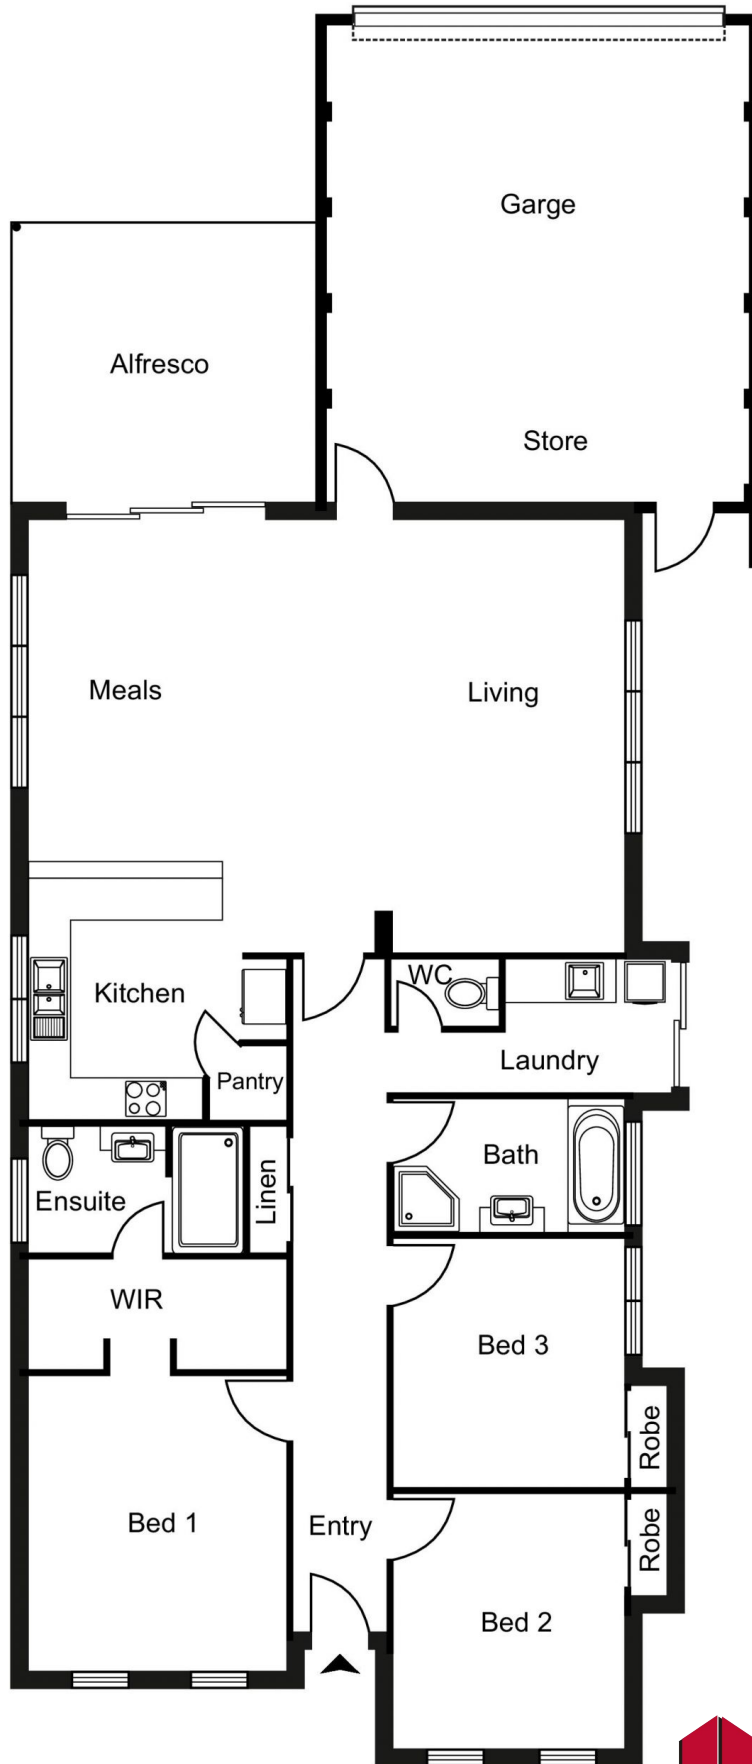 Garge
Alfresco
Store
Meals
Living
Kitchen
WC
Pantry
Laundry
Ensuite
Linen
Bath
WIR
Bed 3
Robe
Bed 1
Entry
Robe
Bed 2